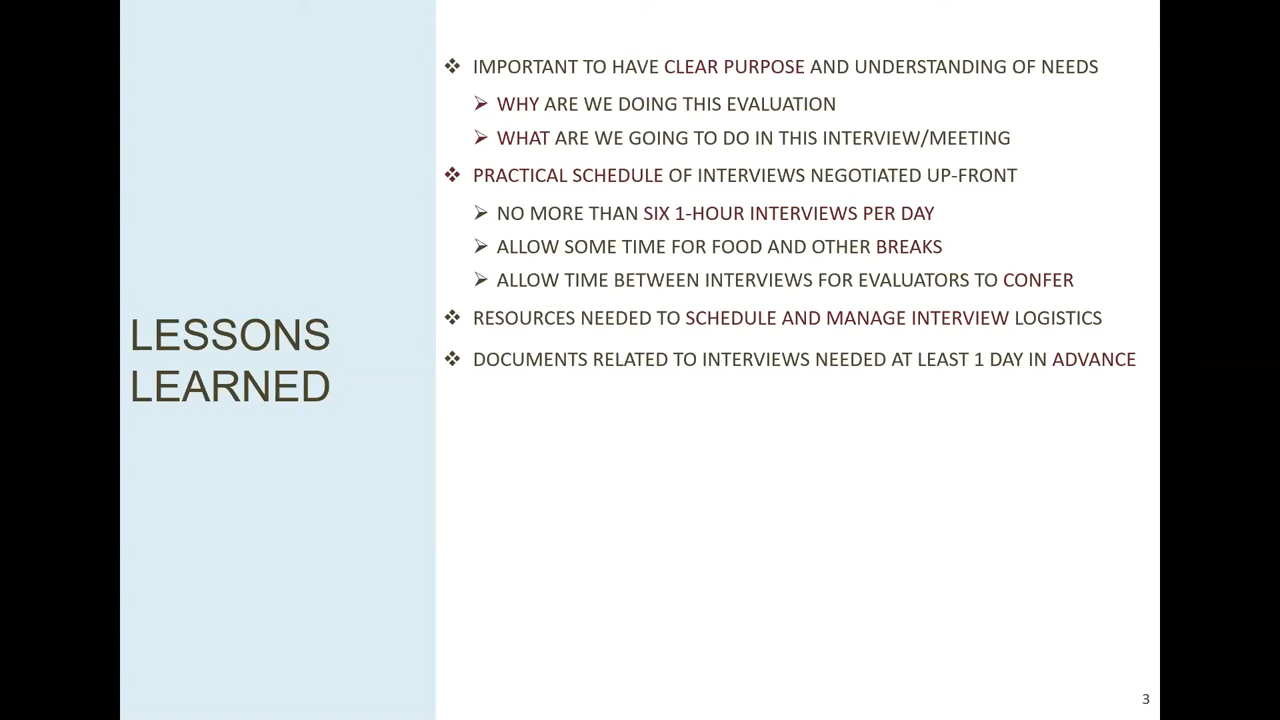 LESSONS
LEARNED
❖ IMPORTANT TO HAVE CLEAR PURPOSE AND UNDERSTANDING OF NEEDS
➢ WHY ARE WE DOING THIS EVALUATION
➢ WHAT ARE WE GOING TO DO IN THIS INTERVIEW/MEETING
❖ PRACTICAL SCHEDULE OF INTERVIEWS NEGOTIATED UP-FRONT
➢ NO MORE THAN SIX 1-HOUR INTERVIEWS PER DAY
➢ ALLOW SOME TIME FOR FOOD AND OTHER BREAKS
➢ ALLOW TIME BETWEEN INTERVIEWS FOR EVALUATORS TO CONFER
❖ RESOURCES NEEDED TO SCHEDULE AND MANAGE INTERVIEW LOGISTICS
❖ DOCUMENTS RELATED TO INTERVIEWS NEEDED AT LEAST 1 DAY IN ADVANCE
3